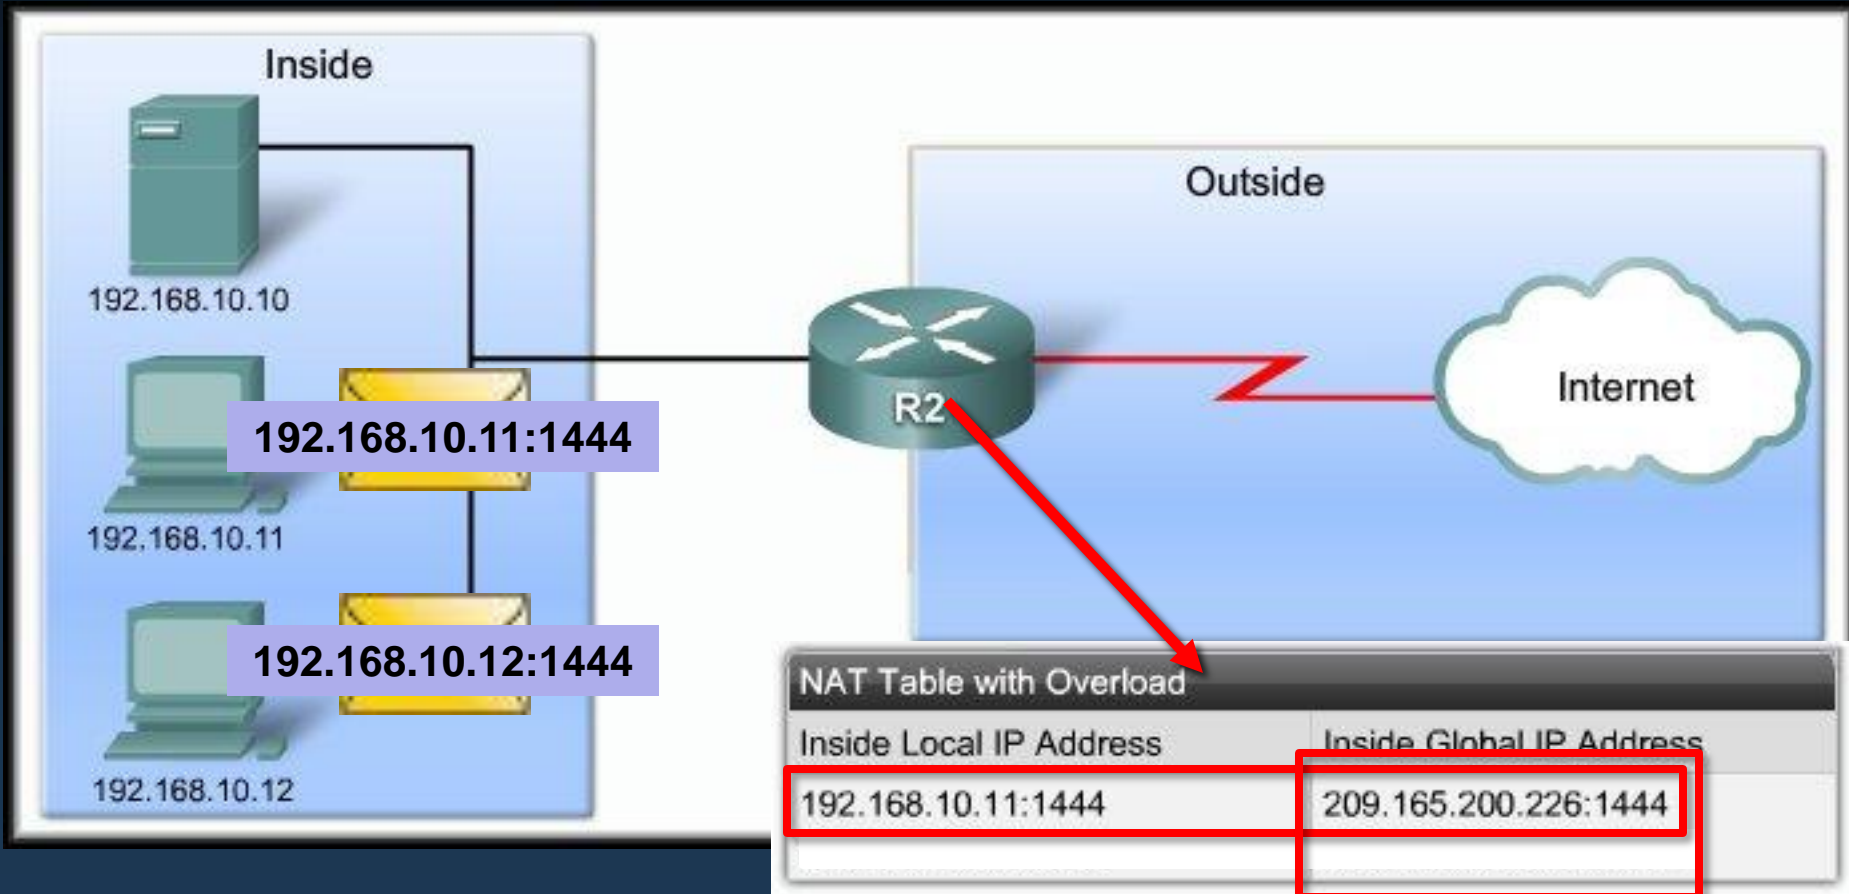 Inside
192.168.10.10
192.168.10.11:1444
192.168.10.11
192.168.10.12:1444
192.168.10.12
Outside
R2
Internet
NAT Table with Overload
Inside Local IP Address Inside Global IP Address
192.168.10.11:1444 209.165.200.226:1444